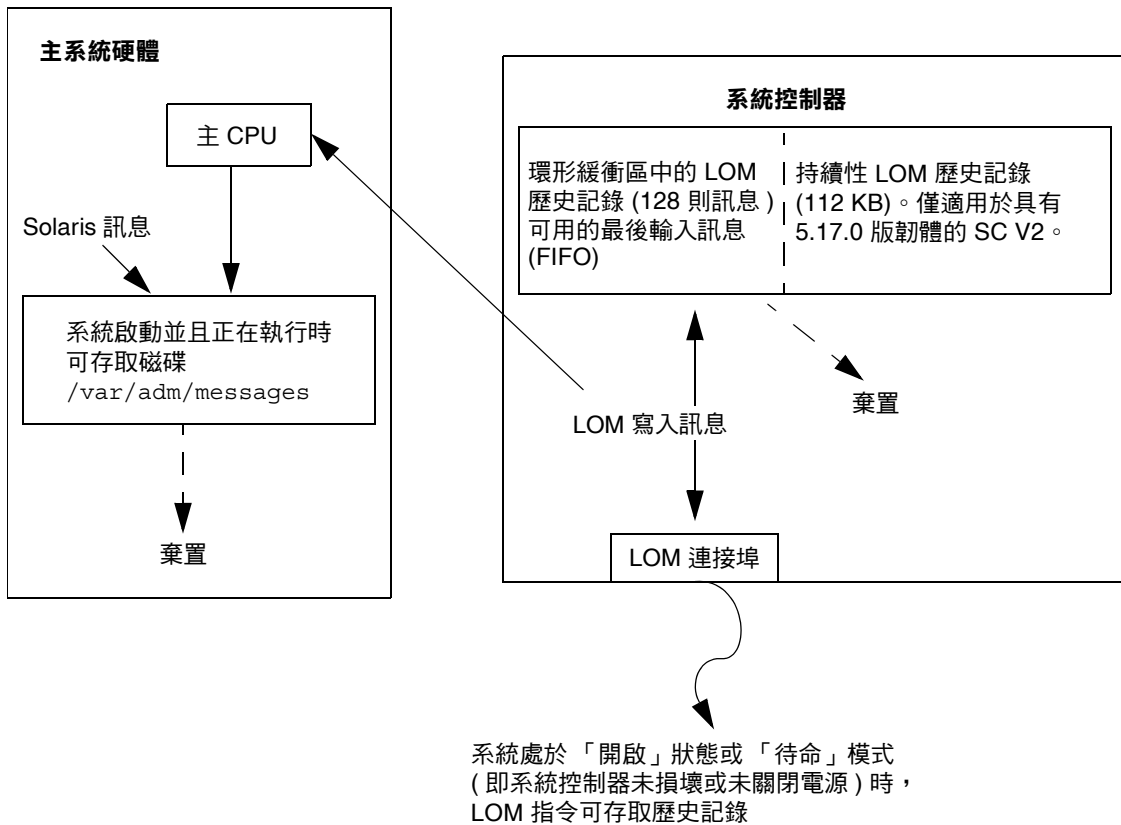 主系統硬體
主 CPU
Solaris 訊息
系統啟動並且正在執行時
可存取磁碟
/var/adm/messages
棄置
系統控制器
環形緩衝區中的 LOM
歷史記錄 (128 則訊息 )
可用的最後輸入訊息
(FIFO)
持續性 LOM 歷史記錄
(112 KB)。僅適用於具有
5.17.0 版韌體的 SC V2。
棄置
LOM 寫入訊息
LOM 連接埠
系統處於 「開啟」狀態或 「待命」模式
( 即系統控制器未損壞或未關閉電源 ) 時,
LOM 指令可存取歷史記錄